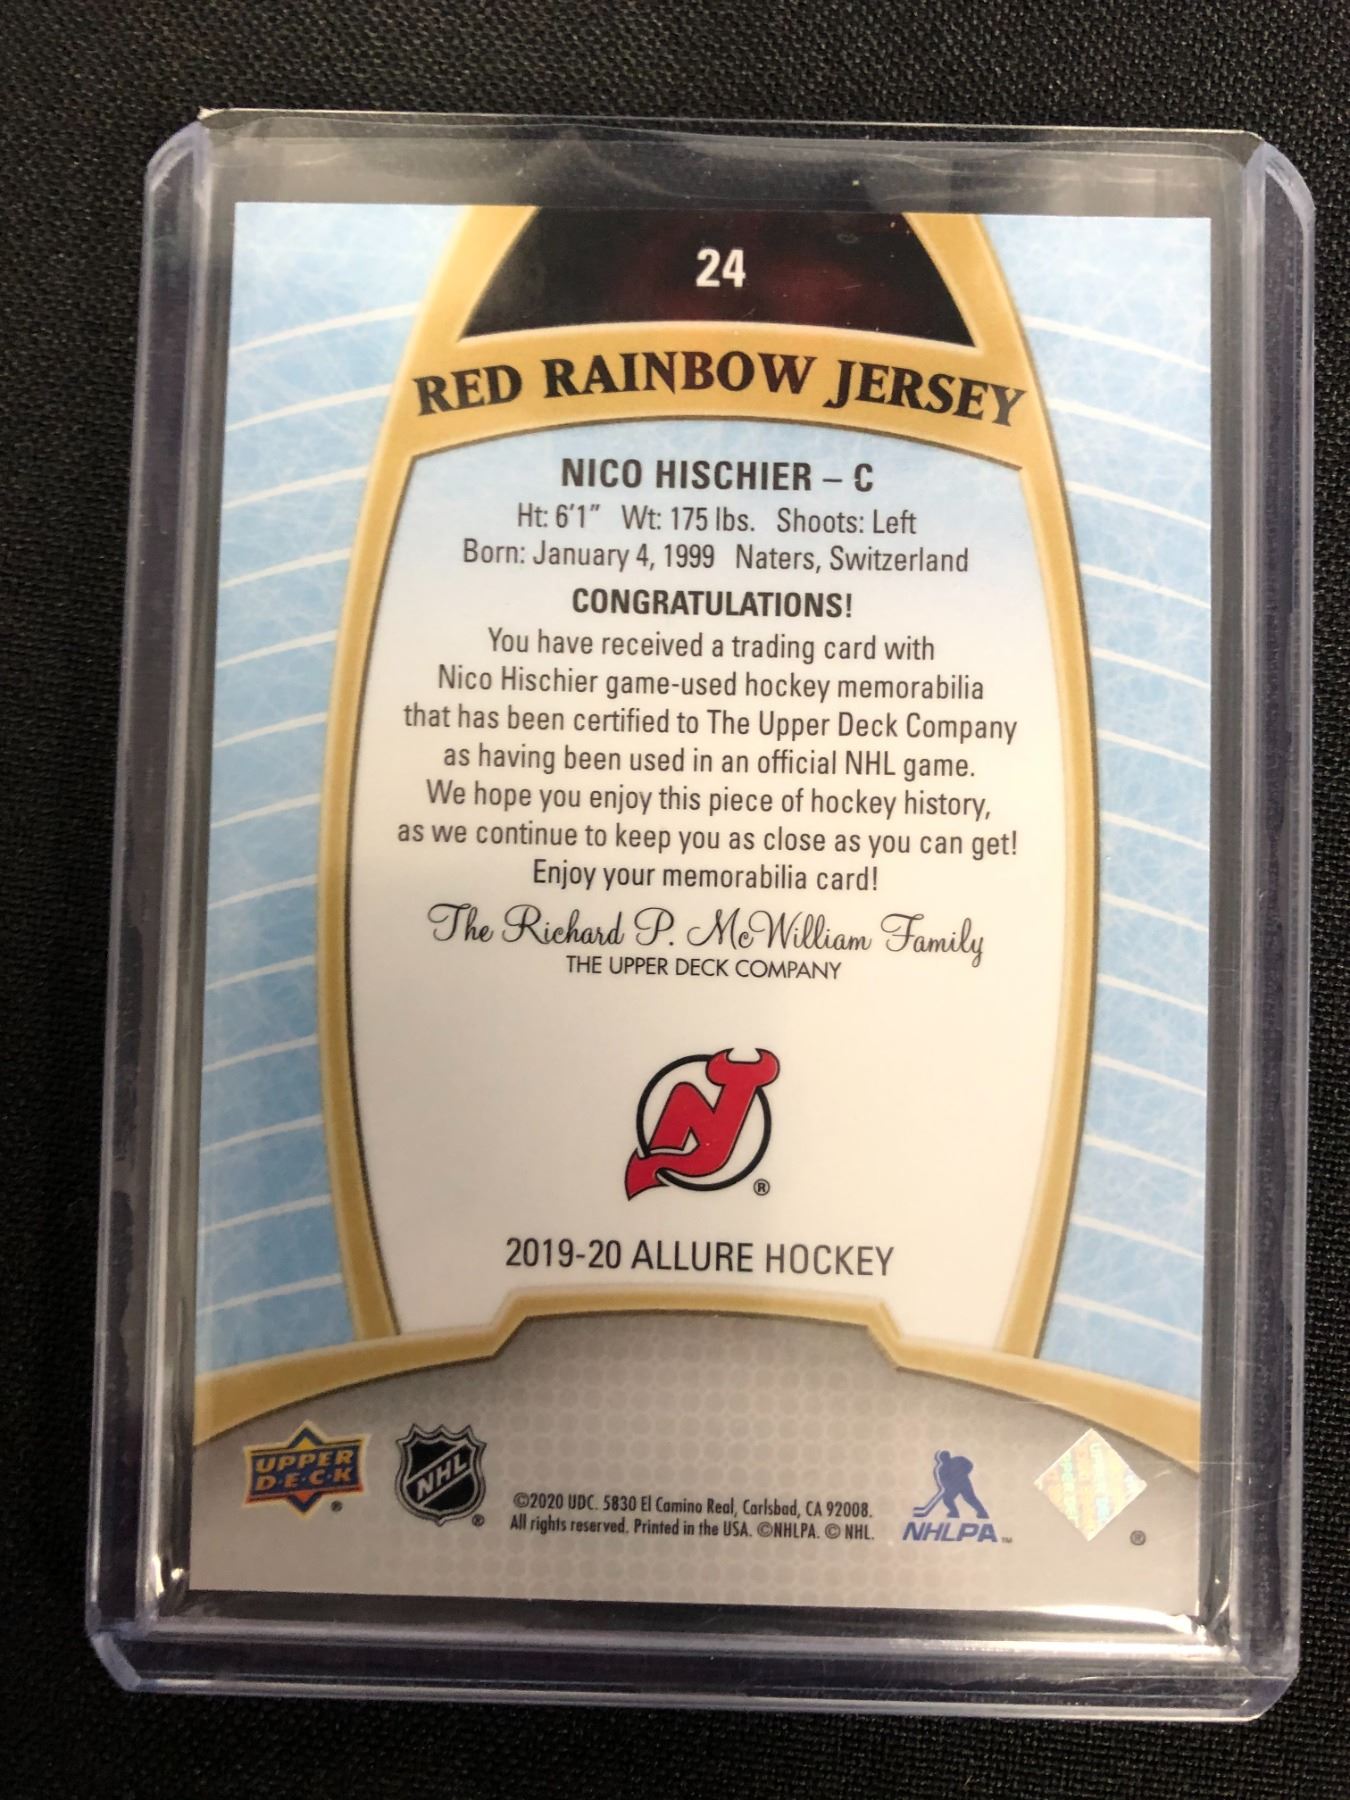 24
RED RAINBOW JERSEY
NICO HISCHIER – C
Ht: 6'1" Wt: 175 lbs. Shoots: Left
Born: January 4, 1999 Naters, Switzerland
CONGRATULATIONS!
You have received a trading card with
Nico Hischier game-used hockey memorabilia
that has been certified to The Upper Deck Company
as having been used in an official NHL game.
We hope you enjoy this piece of hockey history,
as we continue to keep you as close as you can get!
Enjoy your memorabilia card!
The Richard P. McWilliam Family
THE UPPER DECK COMPANY
NJ ®
2019-20 ALLURE HOCKEY
UPPER
D·E·C·K ®
NHL ®
©2020 UDC. 5830 El Camino Real, Carlsbad, CA 92008.
All rights reserved. Printed in the USA. ©NHLPA. © NHL.
NHLPA ™
®